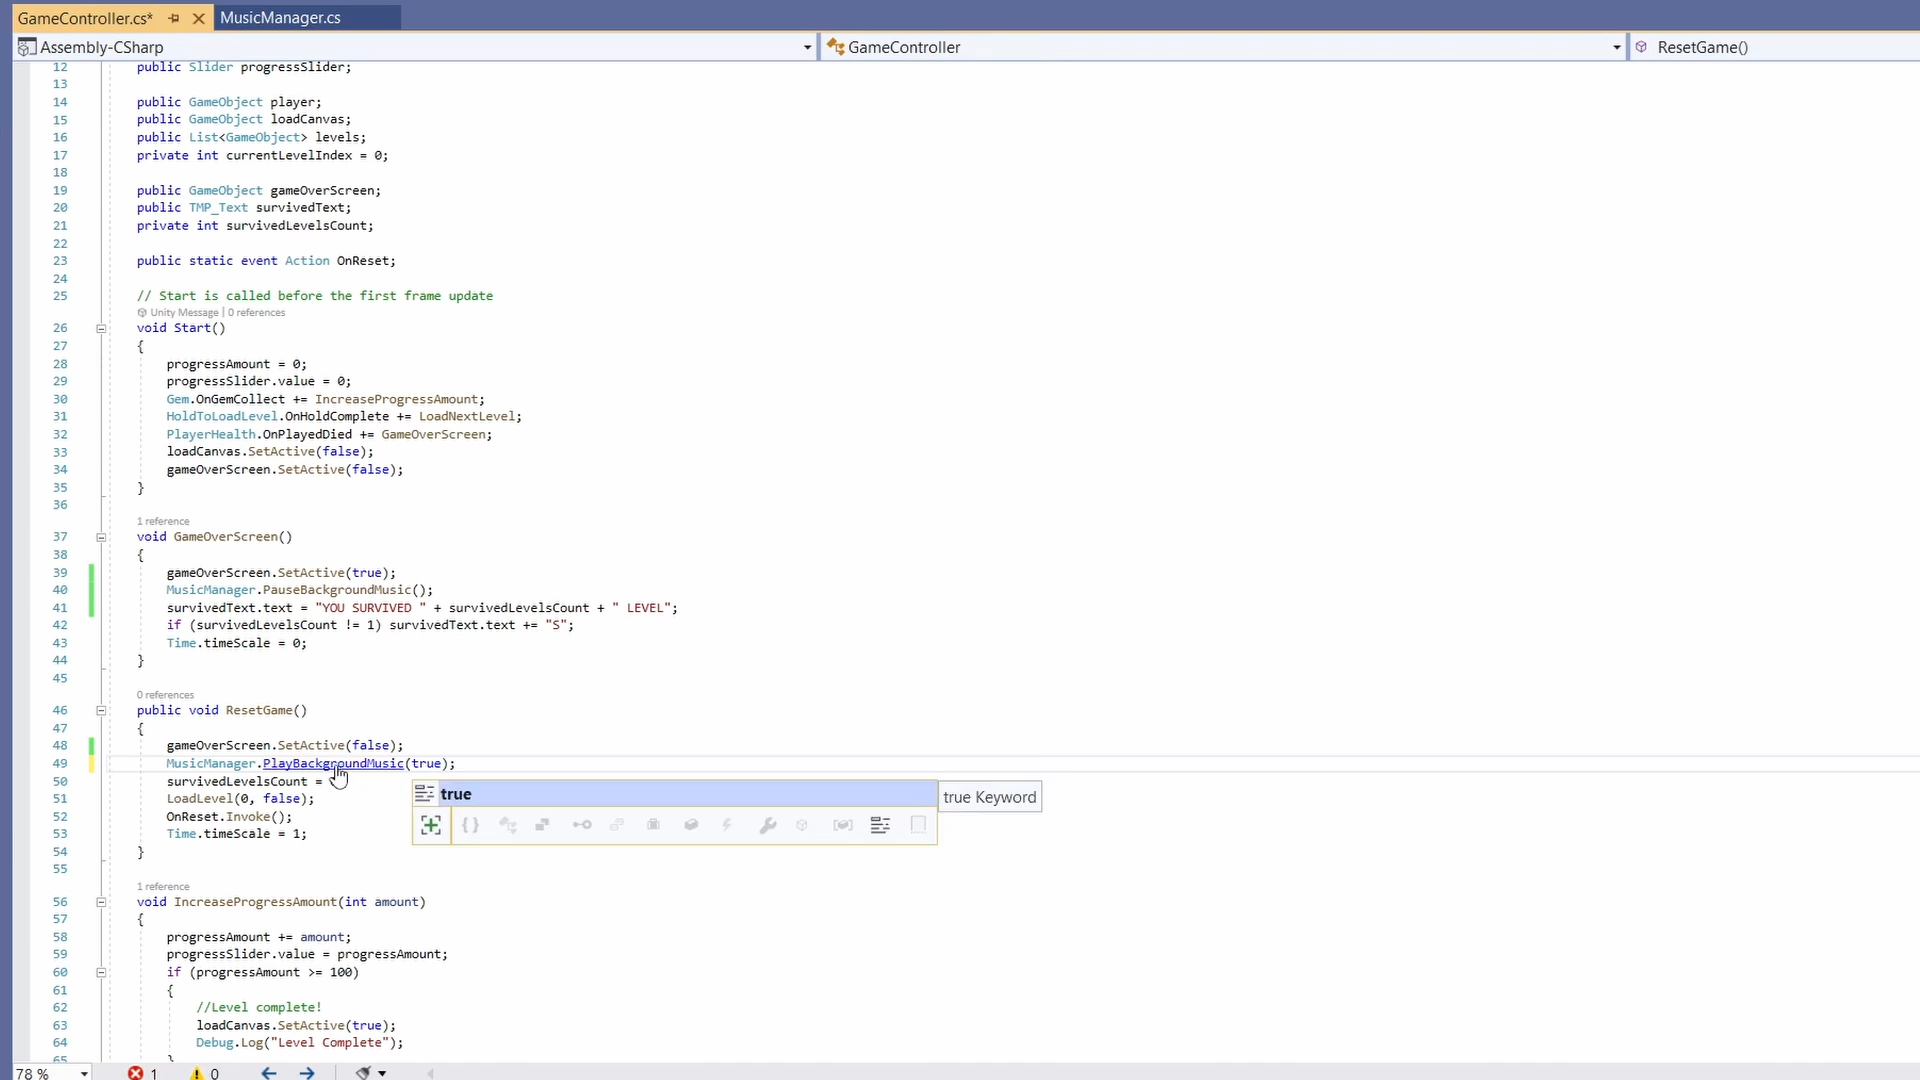 GameController.cs*
MusicManager.cs
Assembly-CSharp
GameController
ResetGame()
12 public Slider progressSlider;
13
14 public GameObject player;
15 public GameObject loadCanvas;
16 public List<GameObject> levels;
17 private int currentLevelIndex = 0;
18
19 public GameObject gameOverScreen;
20 public TMP_Text survivedText;
21 private int survivedLevelsCount;
22
23 public static event Action OnReset;
24
25 // Start is called before the first frame update
Unity Message | 0 references
26 void Start()
27 {
28 progressAmount = 0;
29 progressSlider.value = 0;
30 Gem.OnGemCollect += IncreaseProgressAmount;
31 HoldToLoadLevel.OnHoldComplete += LoadNextLevel;
32 PlayerHealth.OnPlayedDied += GameOverScreen;
33 loadCanvas.SetActive(false);
34 gameOverScreen.SetActive(false);
35 }
36
1 reference
37 void GameOverScreen()
38 {
39 gameOverScreen.SetActive(true);
40 MusicManager.PauseBackgroundMusic();
41 survivedText.text = "YOU SURVIVED " + survivedLevelsCount + " LEVEL";
42 if (survivedLevelsCount != 1) survivedText.text += "S";
43 Time.timeScale = 0;
44 }
45
0 references
46 public void ResetGame()
47 {
48 gameOverScreen.SetActive(false);
49 MusicManager.PlayBackgroundMusic(true);
50 survivedLevelsCount =
51 LoadLevel(0, false);
52 OnReset.Invoke();
53 Time.timeScale = 1;
54 }
55
true
true Keyword
1 reference
56 void IncreaseProgressAmount(int amount)
57 {
58 progressAmount += amount;
59 progressSlider.value = progressAmount;
60 if (progressAmount >= 100)
61 {
62 //Level complete!
63 loadCanvas.SetActive(true);
64 Debug.Log("Level Complete");
65 }
78 %
1
0